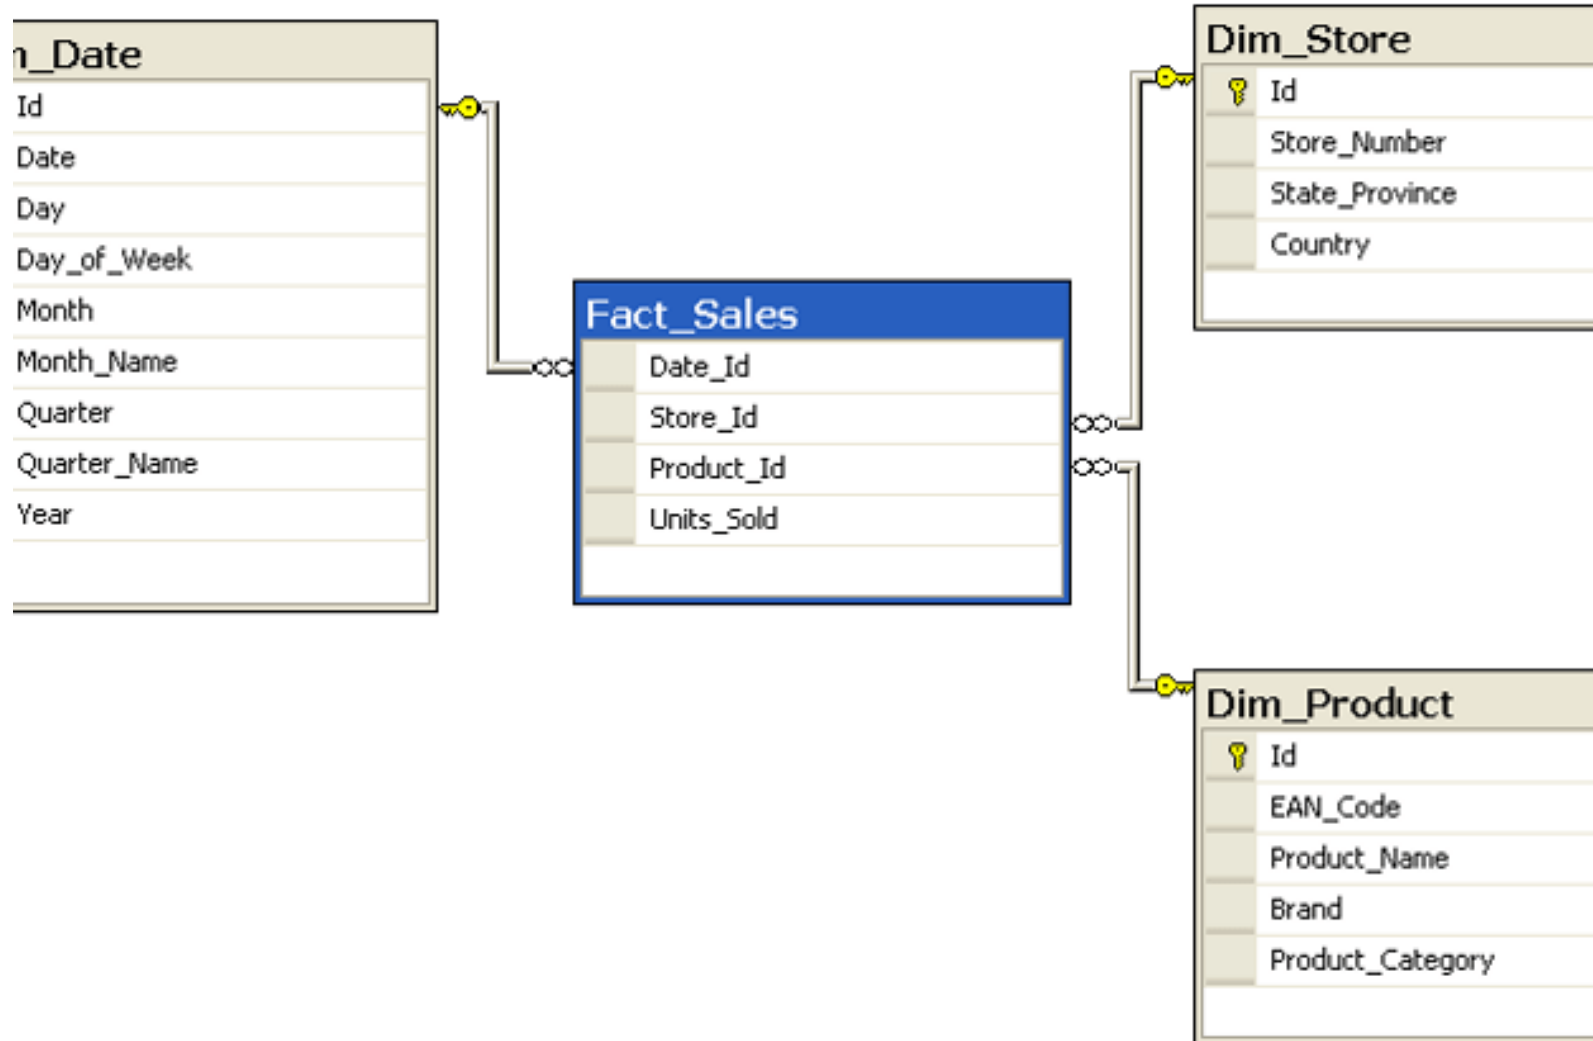 n_Date
Id
Date
Day
Day_of_Week
Month
Month_Name
Quarter
Quarter_Name
Year
Fact_Sales
Date_Id
Store_Id
Product_Id
Units_Sold
Dim_Store
Id
Store_Number
State_Province
Country
Dim_Product
Id
EAN_Code
Product_Name
Brand
Product_Category